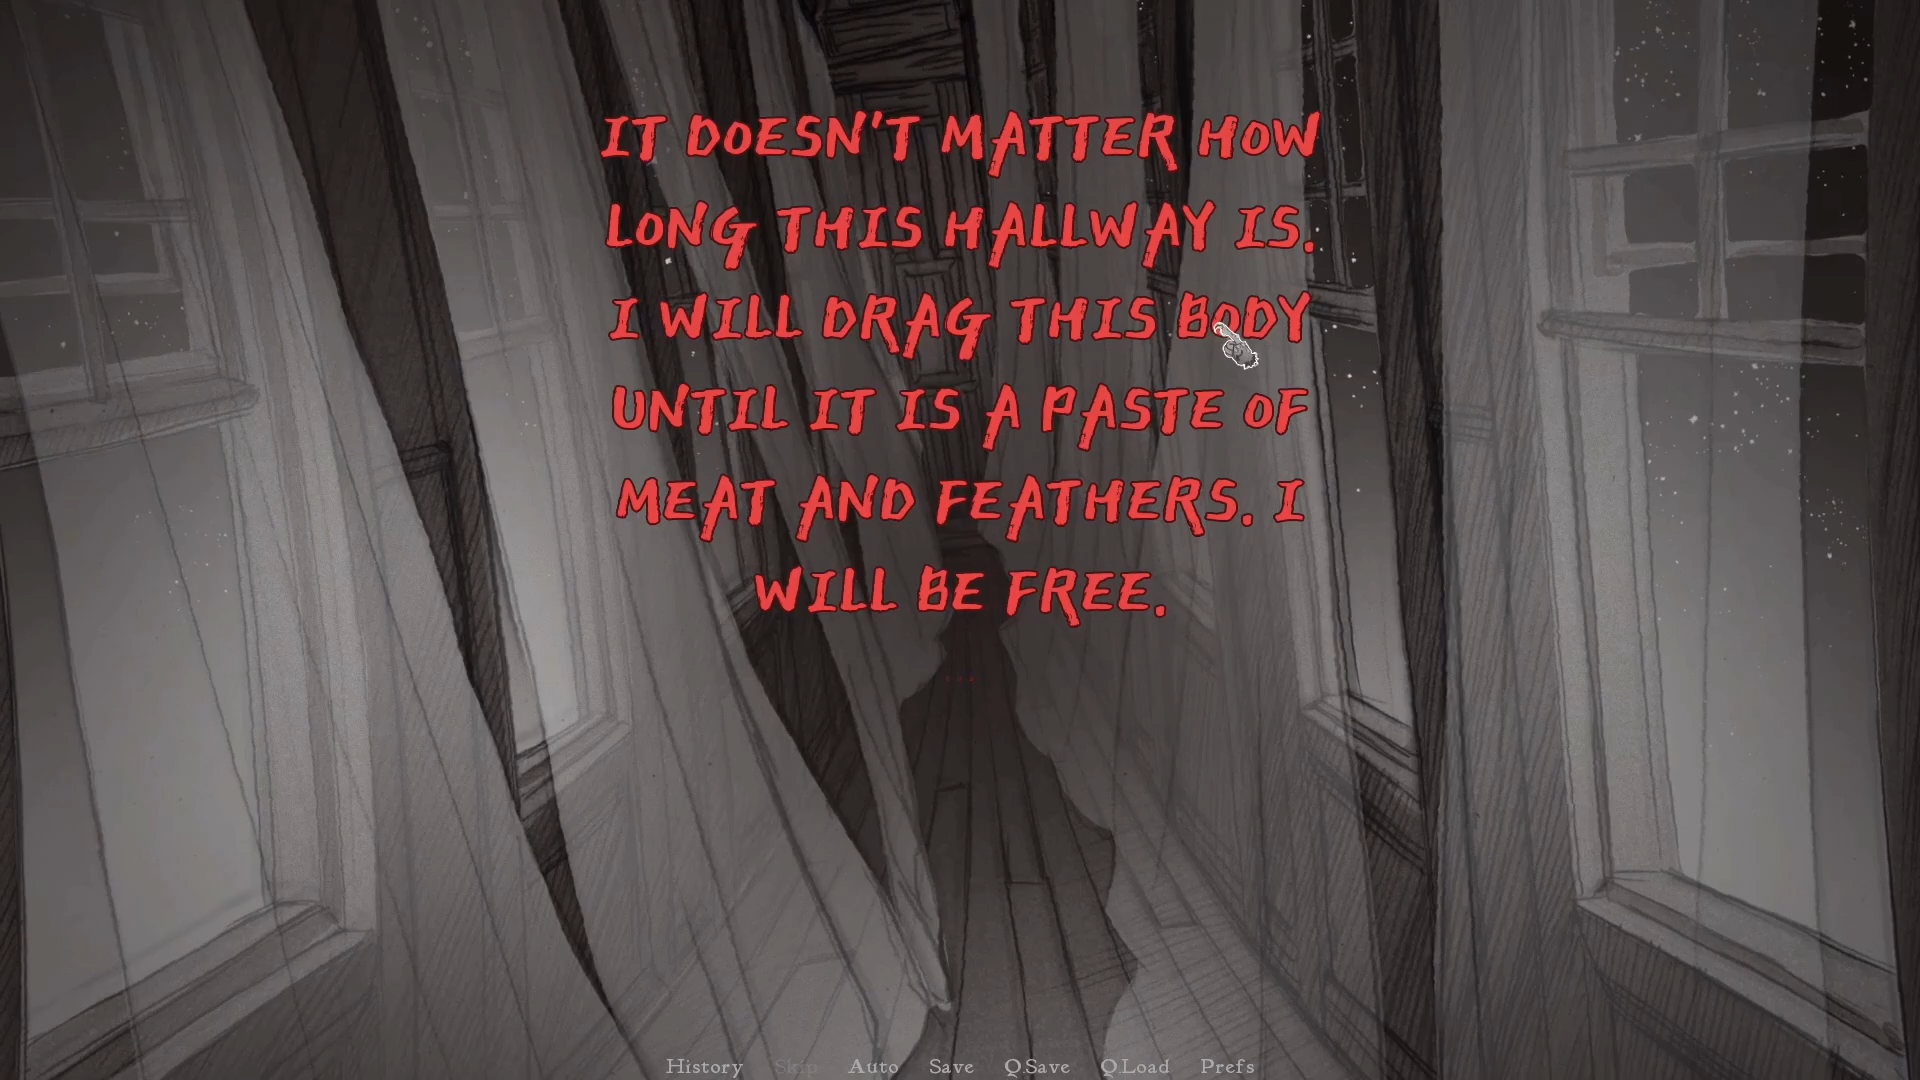 IT DOESN'T MATTER HOW
LONG THIS HALLWAY IS.
I WILL DRAG THIS BODY
UNTIL IT IS A PASTE OF
MEAT AND FEATHERS. I
WILL BE FREE.
...
History Skip Auto Save Q.Save Q.Load Prefs